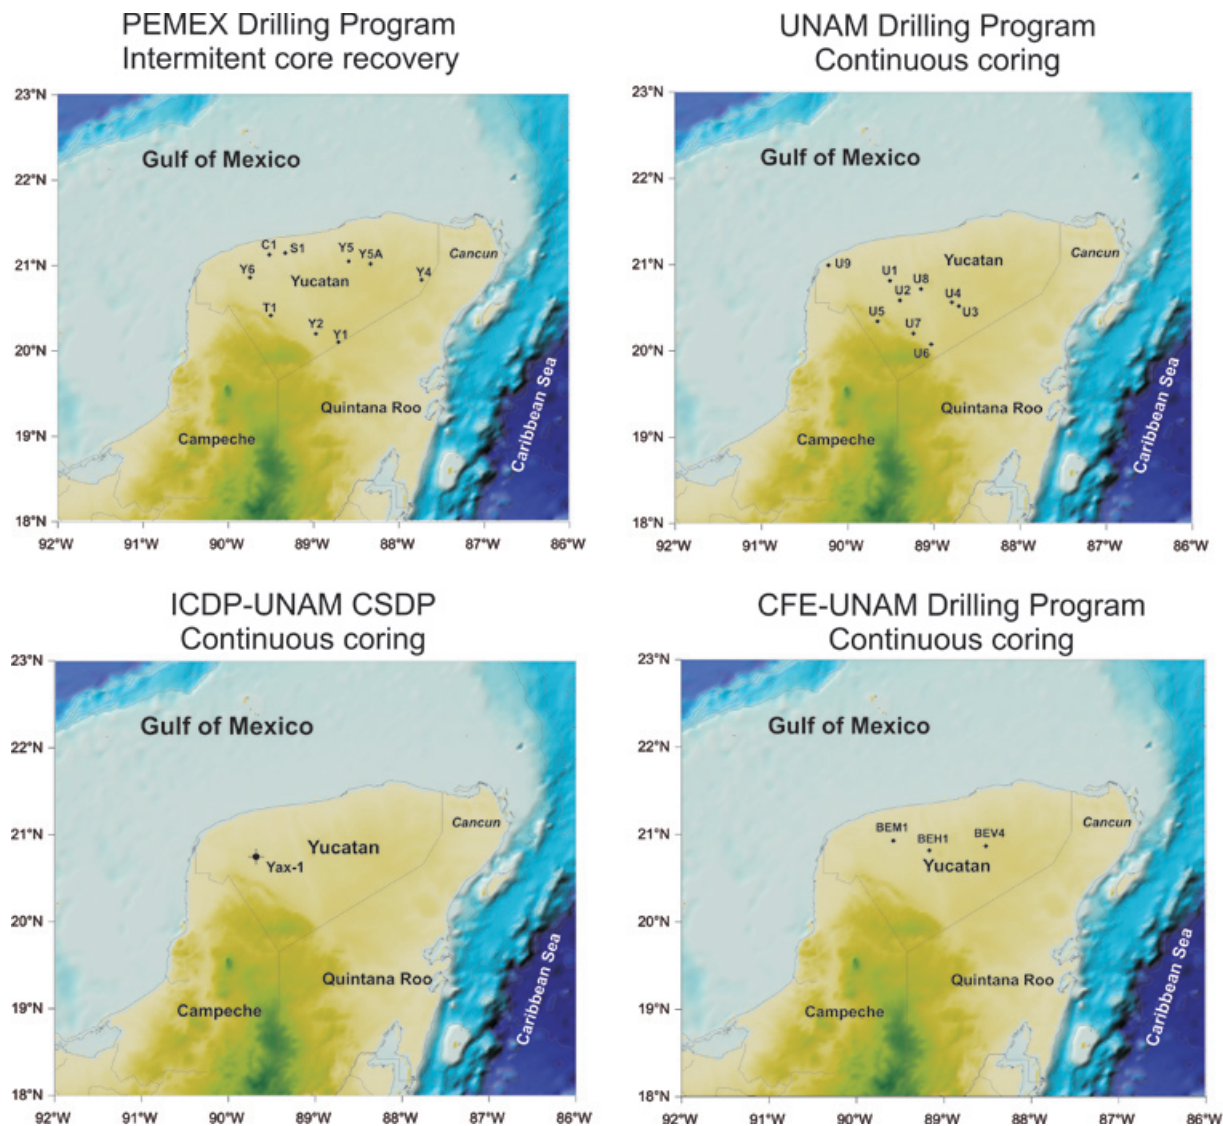 PEMEX Drilling Program
Intermitent core recovery
23°N
22°N
21°N
20°N
19°N
18°N
92°W
91°W
90°W
89°W
88°W
87°W
86°W
Gulf of Mexico
C1
S1
Y5
Y5A
Y6
Y4
Cancun
Yucatan
T1
Y2
Y1
Quintana Roo
Campeche
Caribbean Sea
UNAM Drilling Program
Continuous coring
23°N
22°N
21°N
20°N
19°N
18°N
92°W
91°W
90°W
89°W
88°W
87°W
86°W
Gulf of Mexico
U9
Yucatan
Cancun
U1
U8
U2
U4
U3
U5
U7
U6
Quintana Roo
Campeche
Caribbean Sea
ICDP-UNAM CSDP
Continuous coring
23°N
22°N
21°N
20°N
19°N
18°N
92°W
91°W
90°W
89°W
88°W
87°W
86°W
Gulf of Mexico
Cancun
Yucatan
Yax-1
Quintana Roo
Campeche
Caribbean Sea
CFE-UNAM Drilling Program
Continuous coring
23°N
22°N
21°N
20°N
19°N
18°N
92°W
91°W
90°W
89°W
88°W
87°W
86°W
Gulf of Mexico
BEM1
BEH1
BEV4
Cancun
Yucatan
Quintana Roo
Campeche
Caribbean Sea